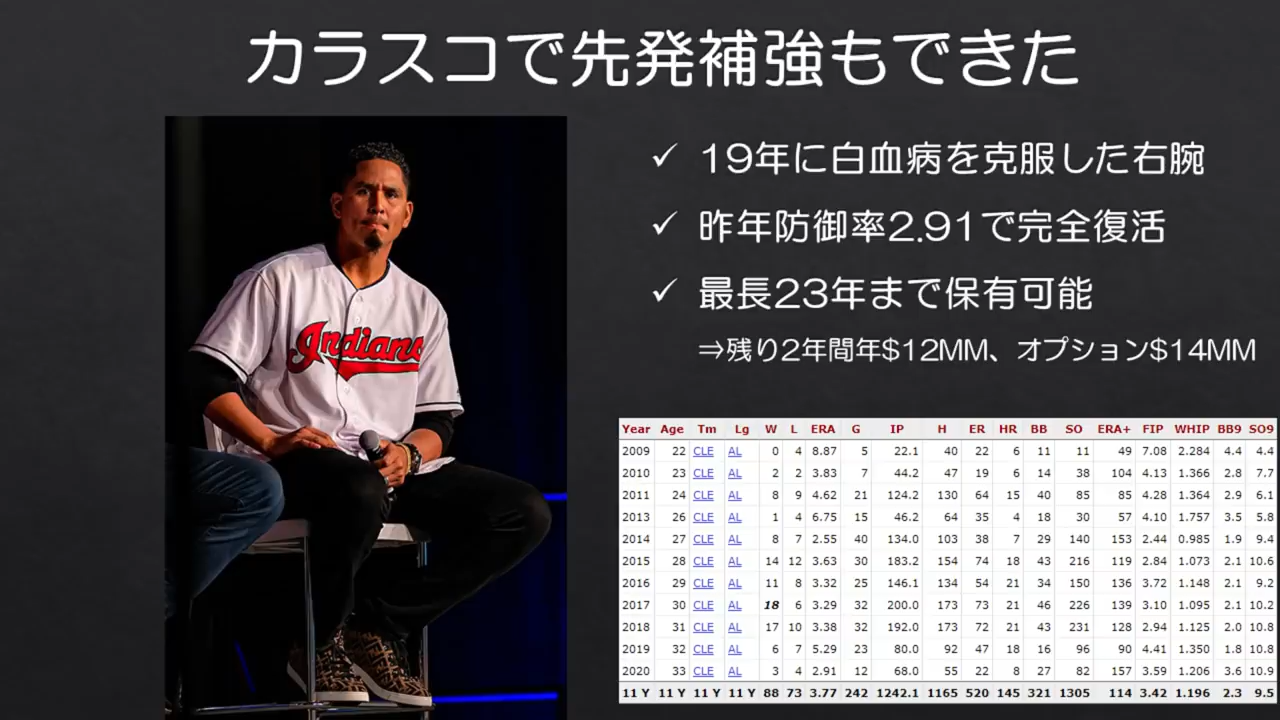 カラスコで先発補強もできた
✓ 19年に白血病を克服した右腕
✓ 昨年防御率2.91で完全復活
✓ 最長23年まで保有可能
⇒残り2年間年$12MM、オプション$14MM
Indians
Year Age Tm Lg W L ERA G IP H ER HR BB SO ERA+ FIP WHIP BB9 SO9
2009 22 CLE AL 0 4 8.87 5 22.1 40 22 6 11 11 49 7.08 2.284 4.4 4.4
2010 23 CLE AL 2 2 3.83 7 44.2 47 19 6 14 38 104 4.13 1.366 2.8 7.7
2011 24 CLE AL 8 9 4.62 21 124.2 130 64 15 40 85 85 4.28 1.364 2.9 6.1
2013 26 CLE AL 1 4 6.75 15 46.2 64 35 4 18 30 57 4.10 1.757 3.5 5.8
2014 27 CLE AL 8 7 2.55 40 134.0 103 38 7 29 140 153 2.44 0.985 1.9 9.4
2015 28 CLE AL 14 12 3.63 30 183.2 154 74 18 43 216 119 2.84 1.073 2.1 10.6
2016 29 CLE AL 11 8 3.32 25 146.1 134 54 21 34 150 136 3.72 1.148 2.1 9.2
2017 30 CLE AL 18 6 3.29 32 200.0 173 73 21 46 226 139 3.10 1.095 2.1 10.2
2018 31 CLE AL 17 10 3.38 32 192.0 173 72 21 43 231 128 2.94 1.125 2.0 10.8
2019 32 CLE AL 6 7 5.29 23 80.0 92 47 18 16 96 90 4.41 1.350 1.8 10.8
2020 33 CLE AL 3 4 2.91 12 68.0 55 22 8 27 82 157 3.59 1.206 3.6 10.9
11 Y 11 Y 11 Y 11 Y 88 73 3.77 242 1242.1 1165 520 145 321 1305 114 3.42 1.196 2.3 9.5